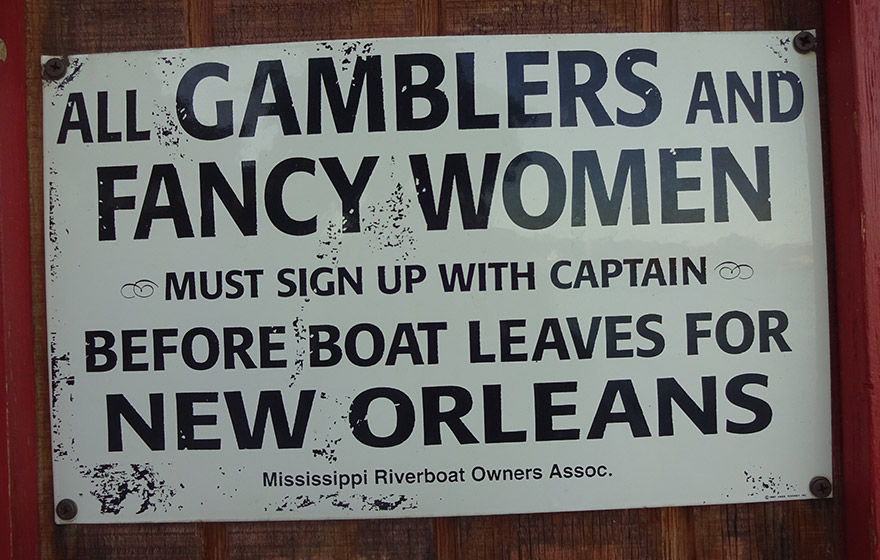 ALL GAMBLERS AND
FANCY WOMEN
MUST SIGN UP WITH CAPTAIN
BEFORE BOAT LEAVES FOR
NEW ORLEANS
Mississippi Riverboat Owners Assoc.